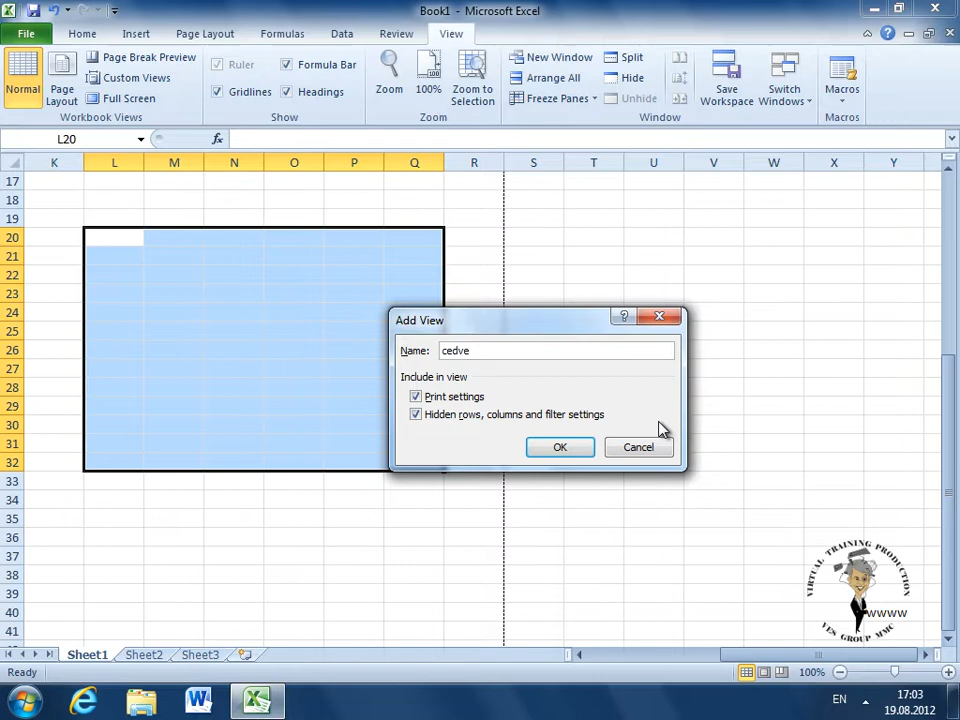 Book1 - Microsoft Excel
File Home Insert Page Layout Formulas Data Review View
Normal Page Layout Page Break Preview Custom Views Full Screen
Workbook Views
Ruler Formula Bar
Gridlines Headings
Show
Zoom 100% Zoom to Selection
Zoom
New Window Arrange All Freeze Panes
Split Hide Unhide
Save Workspace Switch Windows
Window
Macros
Macros
L20 fx
K L M N O P Q R S T U V W X Y
17
18
19
20
21
22
23
24
25
26
27
28
29
30
31
32
33
34
35
36
37
38
39
40
41
Add View
Name: cedve
Include in view
Print settings
Hidden rows, columns and filter settings
OK Cancel
VIRTUAL TRAINING PRODUCTION
wwww
YES GROUP MMC
Sheet1 Sheet2 Sheet3
Ready 100%
EN 17:03
19.08.2012